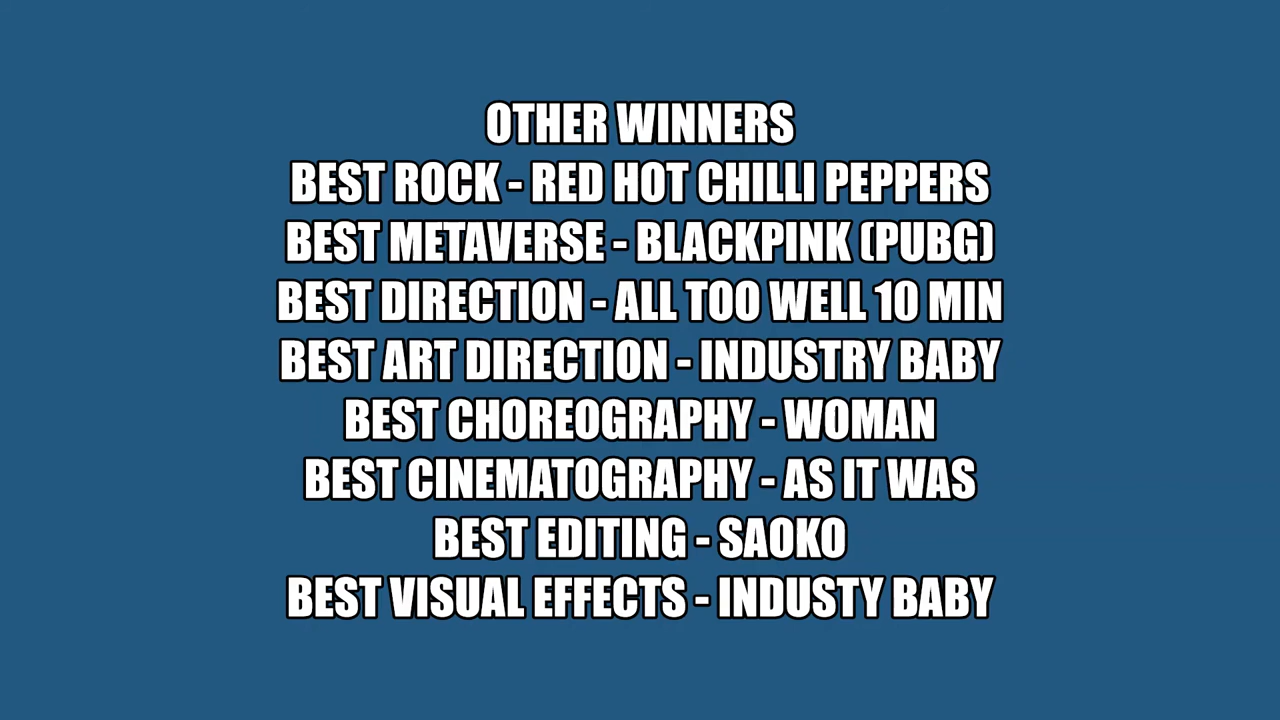 OTHER WINNERS
BEST ROCK - RED HOT CHILLI PEPPERS
BEST METAVERSE - BLACKPINK (PUBG)
BEST DIRECTION - ALL TOO WELL 10 MIN
BEST ART DIRECTION - INDUSTRY BABY
BEST CHOREOGRAPHY - WOMAN
BEST CINEMATOGRAPHY - AS IT WAS
BEST EDITING - SAOKO
BEST VISUAL EFFECTS - INDUSTY BABY